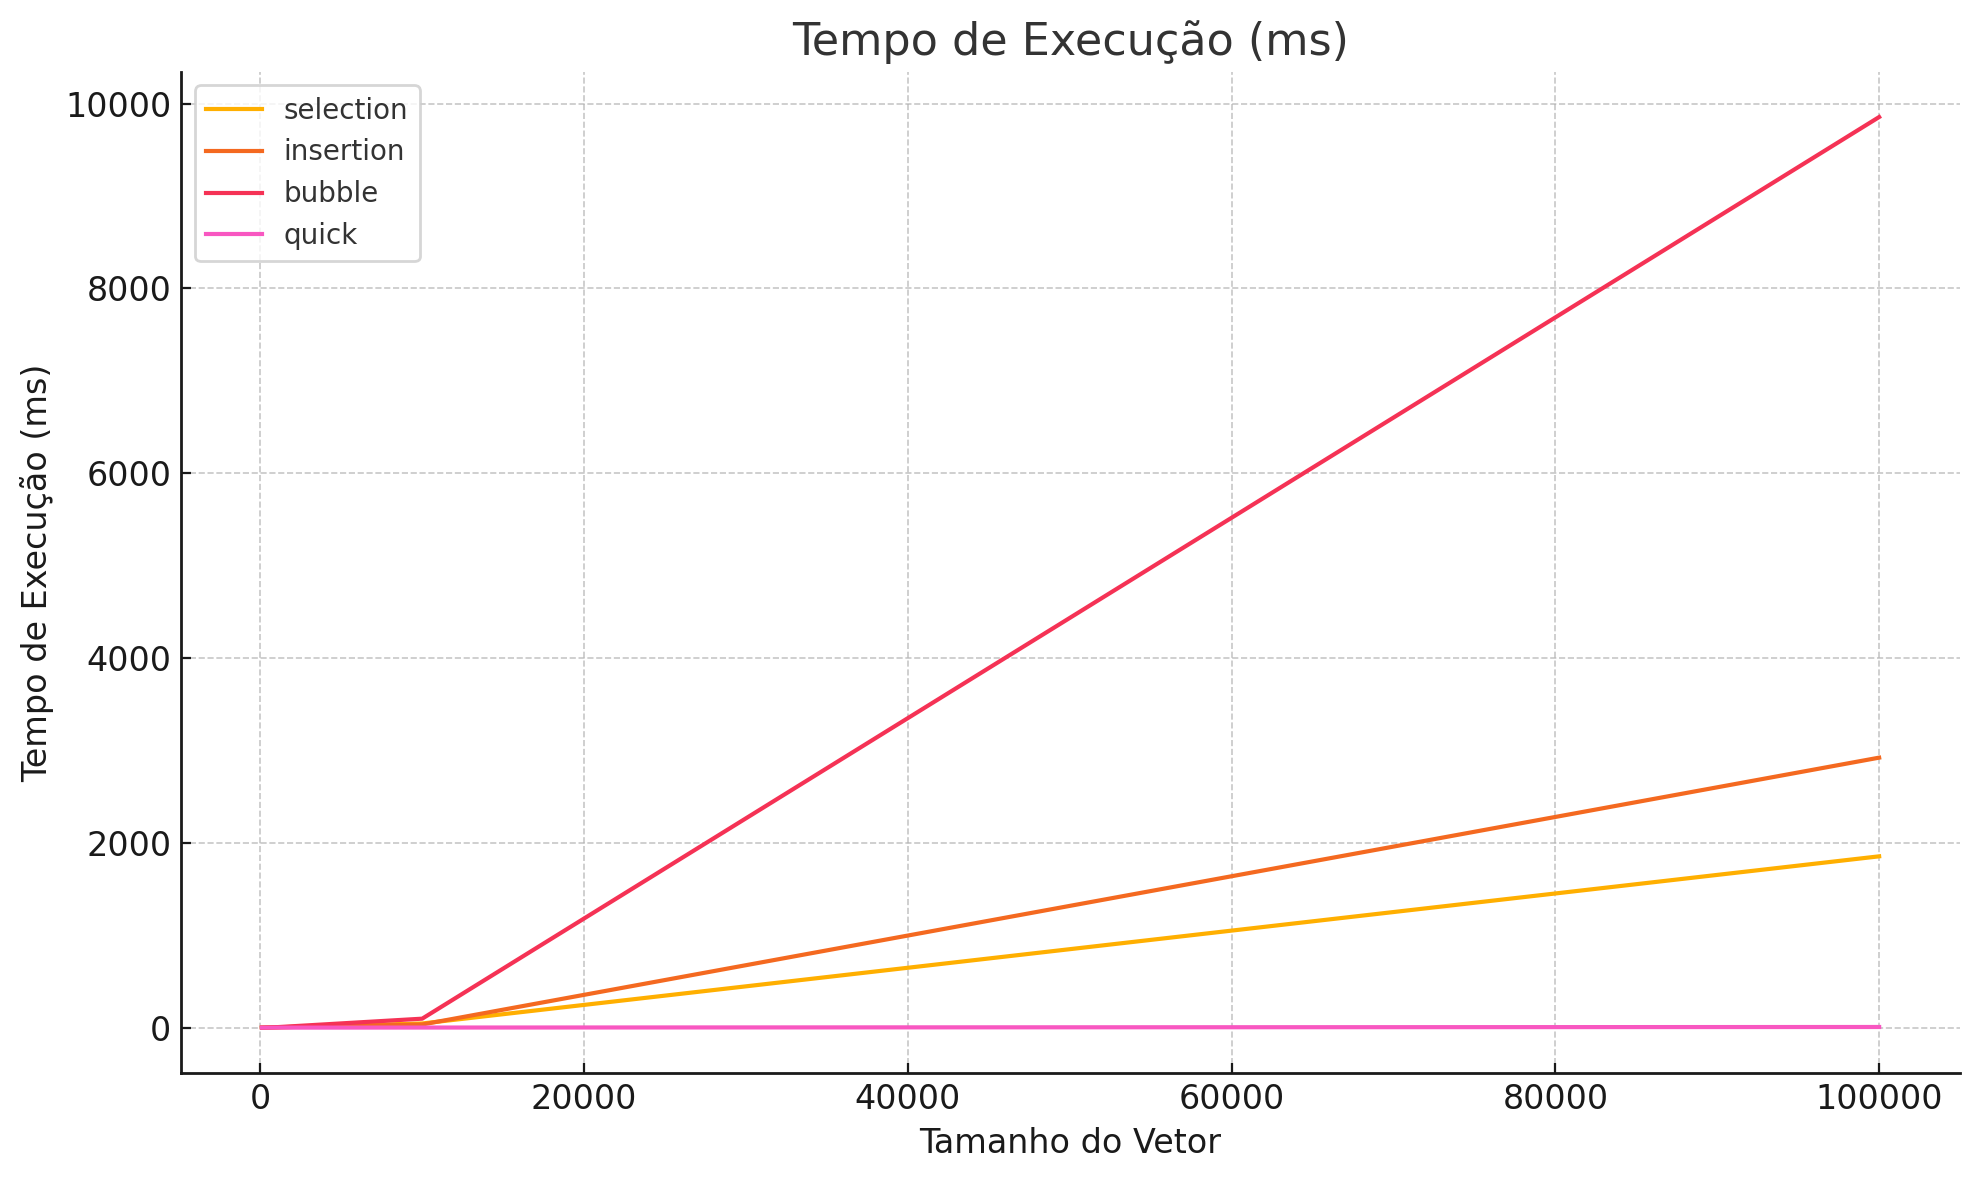 Tempo de Execução (ms)
selection
insertion
bubble
quick
Tempo de Execução (ms)
10000
8000
6000
4000
2000
0
0 20000 40000 60000 80000 100000
Tamanho do Vetor